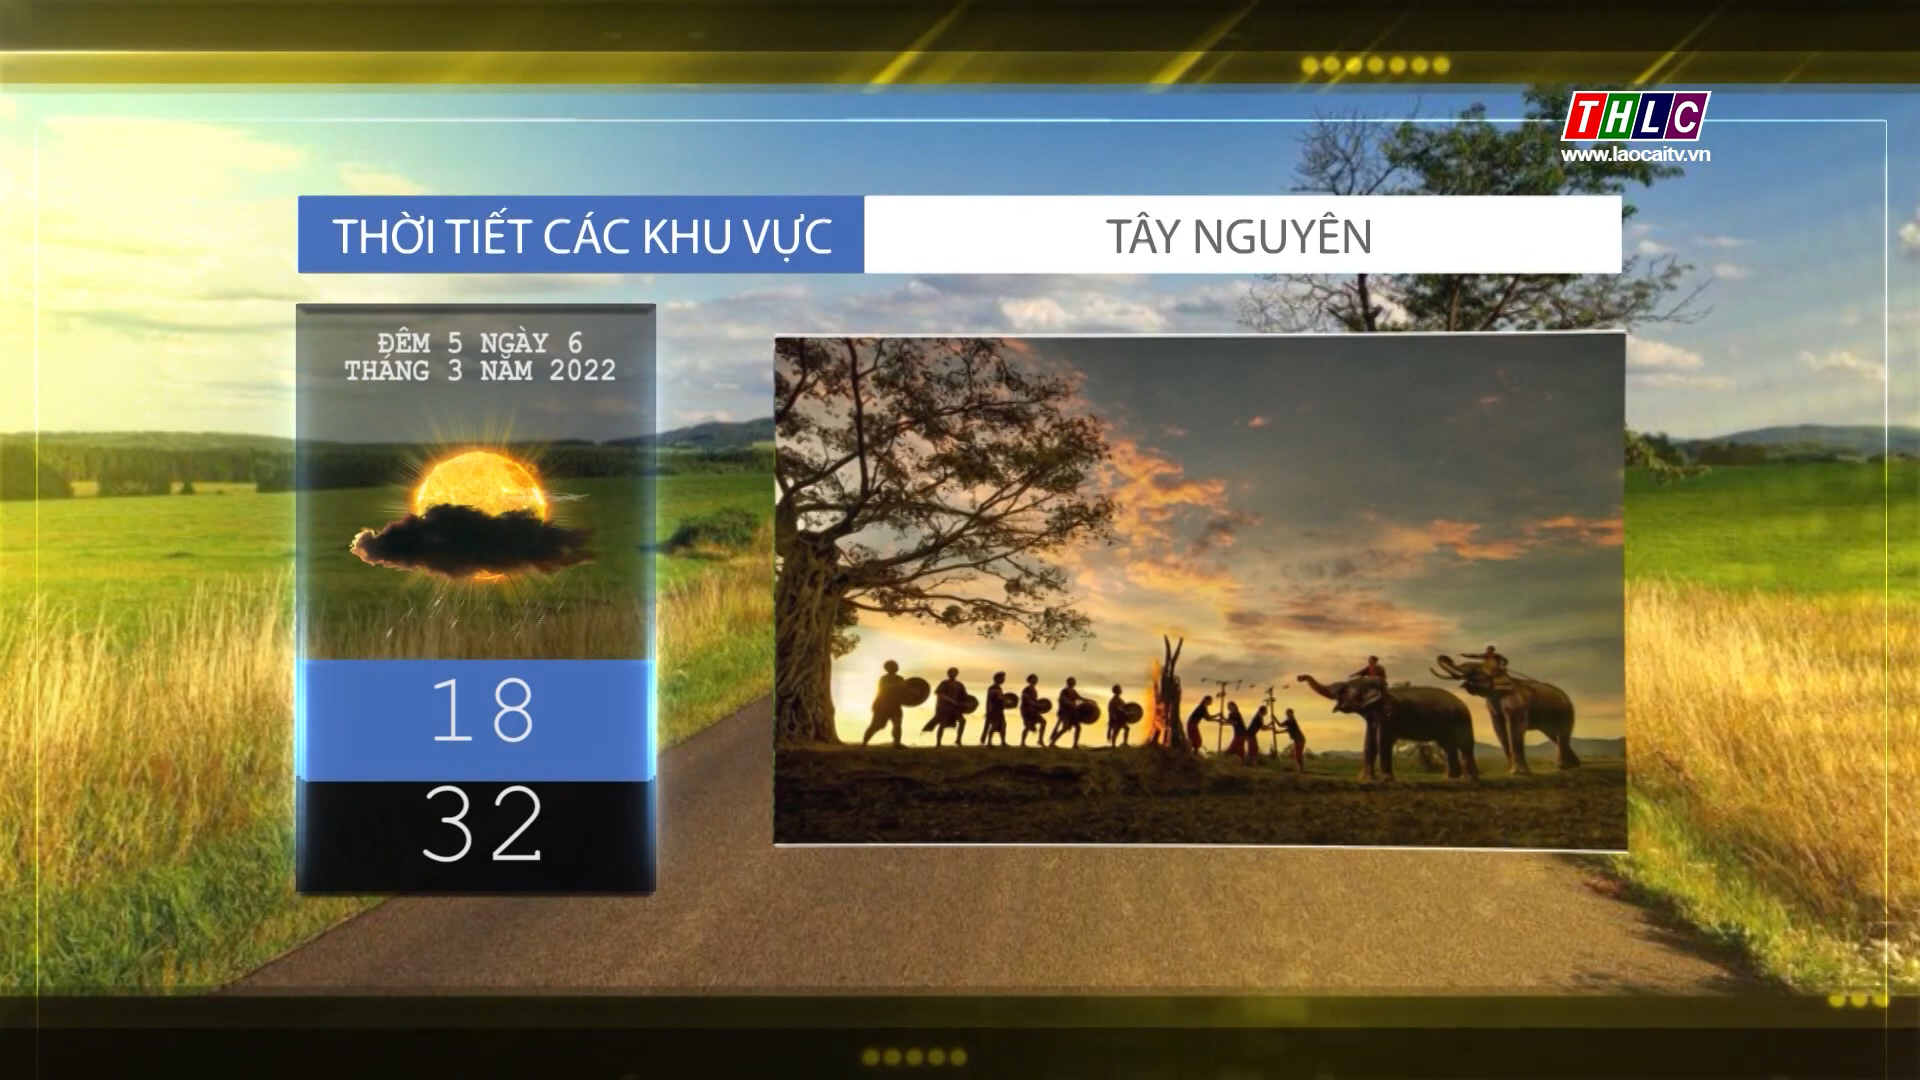 THLC
www.laocaitv.vn
THỜI TIẾT CÁC KHU VỰC
TÂY NGUYÊN
ĐÊM 5 NGÀY 6
THÁNG 3 NĂM 2022
18
32